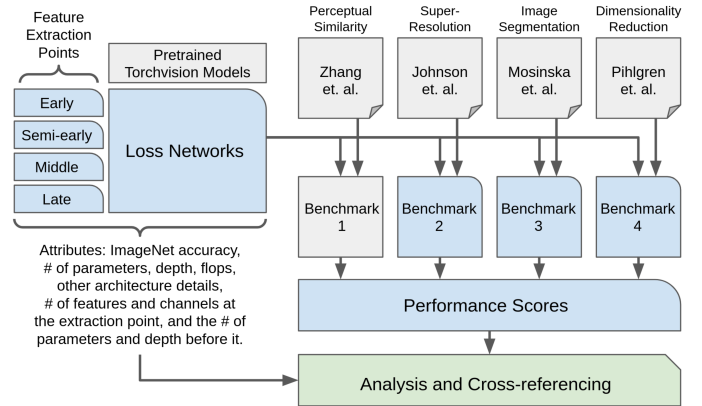 Feature
Extraction
Points
Early
Semi-early
Middle
Late
Pretrained
Torchvision Models
Loss Networks
Attributes: ImageNet accuracy,
# of parameters, depth, flops,
other architecture details,
# of features and channels at
the extraction point, and the # of
parameters and depth before it.
Perceptual
Similarity
Super-
Resolution
Image
Segmentation
Dimensionality
Reduction
Zhang
et. al.
Johnson
et. al.
Mosinska
et. al.
Pihlgren
et. al.
Benchmark
1
Benchmark
2
Benchmark
3
Benchmark
4
Performance Scores
Analysis and Cross-referencing